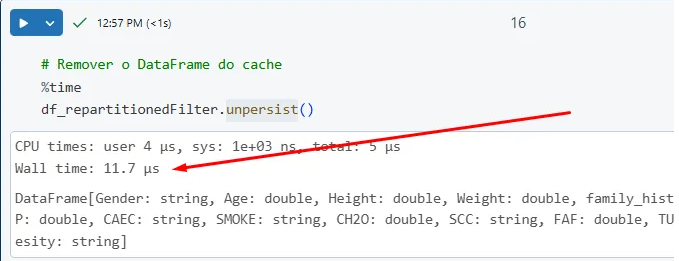 12:57 PM (<1s)
16
# Remover o DataFrame do cache
%time
df_repartitionedFilter.unpersist()
CPU times: user 4 µs, sys: 1e+03 ns, total: 5 µs
Wall time: 11.7 µs
DataFrame[Gender: string, Age: double, Height: double, Weight: double, family_hist
P: double, CAEC: string, SMOKE: string, CH2O: double, SCC: string, FAF: double, TU
esity: string]